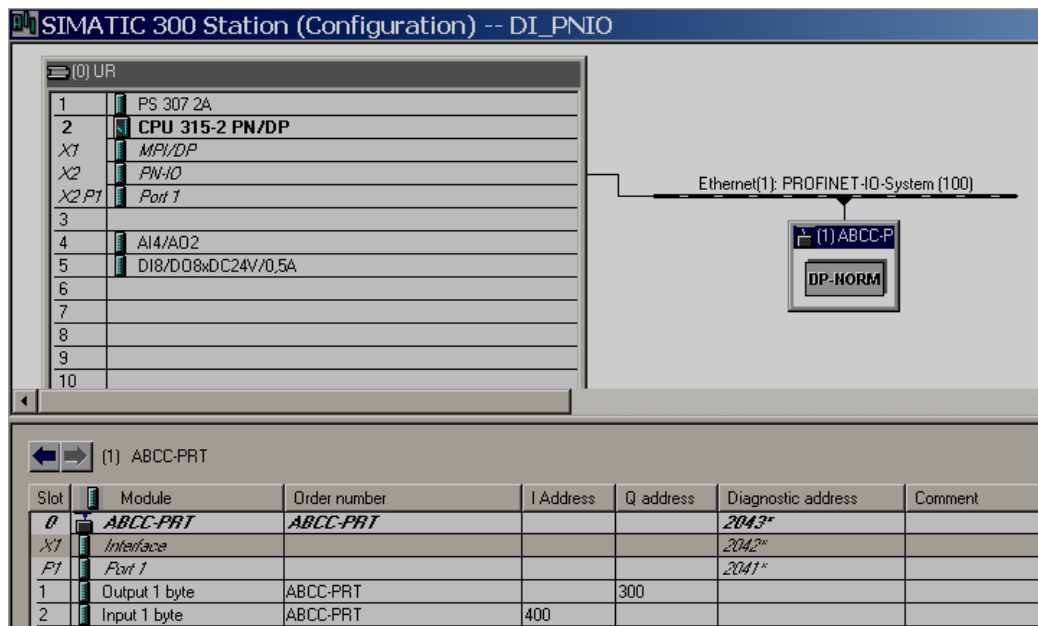 SIMATIC 300 Station (Configuration) -- DI_PNIO
(0) UR
1 PS 307 2A
2 CPU 315-2 PN/DP
X1 MPI/DP
X2 PN-IO
X2 P1 Port 1
3
4 AI4/AO2
5 DI8/DO8xDC24V/0,5A
6
7
8
9
10
Ethernet(1): PROFINET-IO-System (100)
(1) ABCC-P
DP-NORM
(1) ABCC-PRT
Slot Module Order number I Address Q address Diagnostic address Comment
0 ABCC-PRT ABCC-PRT 2043*
X1 Interface 2042*
P1 Port 1 2041*
1 Output 1 byte ABCC-PRT 300
2 Input 1 byte ABCC-PRT 400